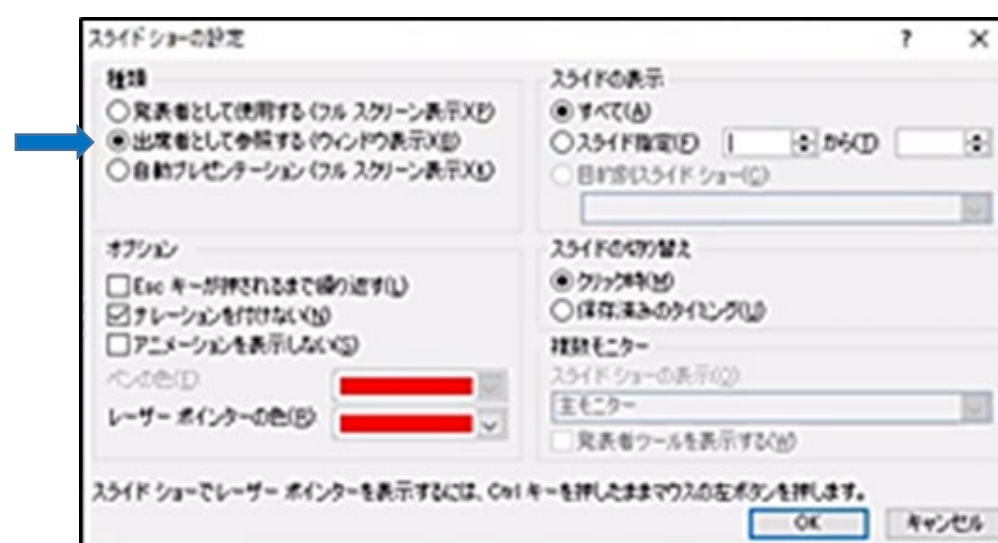 スライド ショーの設定
?
×
種類
発表者として使用する(フル スクリーン表示)(P)
出席者として参照する(ウィンドウ表示)(B)
自動プレゼンテーション(フル スクリーン表示)(K)
オプション
Esc キーが押されるまで繰り返す(L)
ナレーションを付けない(N)
アニメーションを表示しない(S)
ペンの色(E)
レーザー ポインターの色(R)
スライドの表示
すべて(A)
スライド指定(F) から(T)
目的別スライド ショー(C)
スライドの切り替え
クリック時(M)
保存済みのタイミング(U)
複数モニター
スライド ショーの表示(O)
主モニター
発表者ツールを表示する(W)
スライド ショーでレーザー ポインターを表示するには、Ctrl キーを押したままマウスの左ボタンを押します。
OK
キャンセル